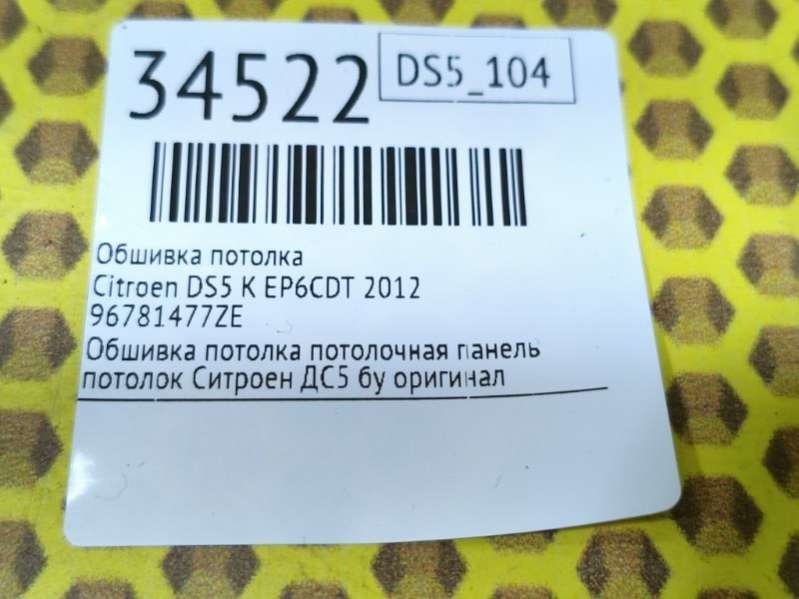 34522
DS5_104
Обшивка потолка
Citroen DS5 K EP6CDT 2012
96781477ZE
Обшивка потолка потолочная панель
потолок Ситроен ДС5 бу оригинал